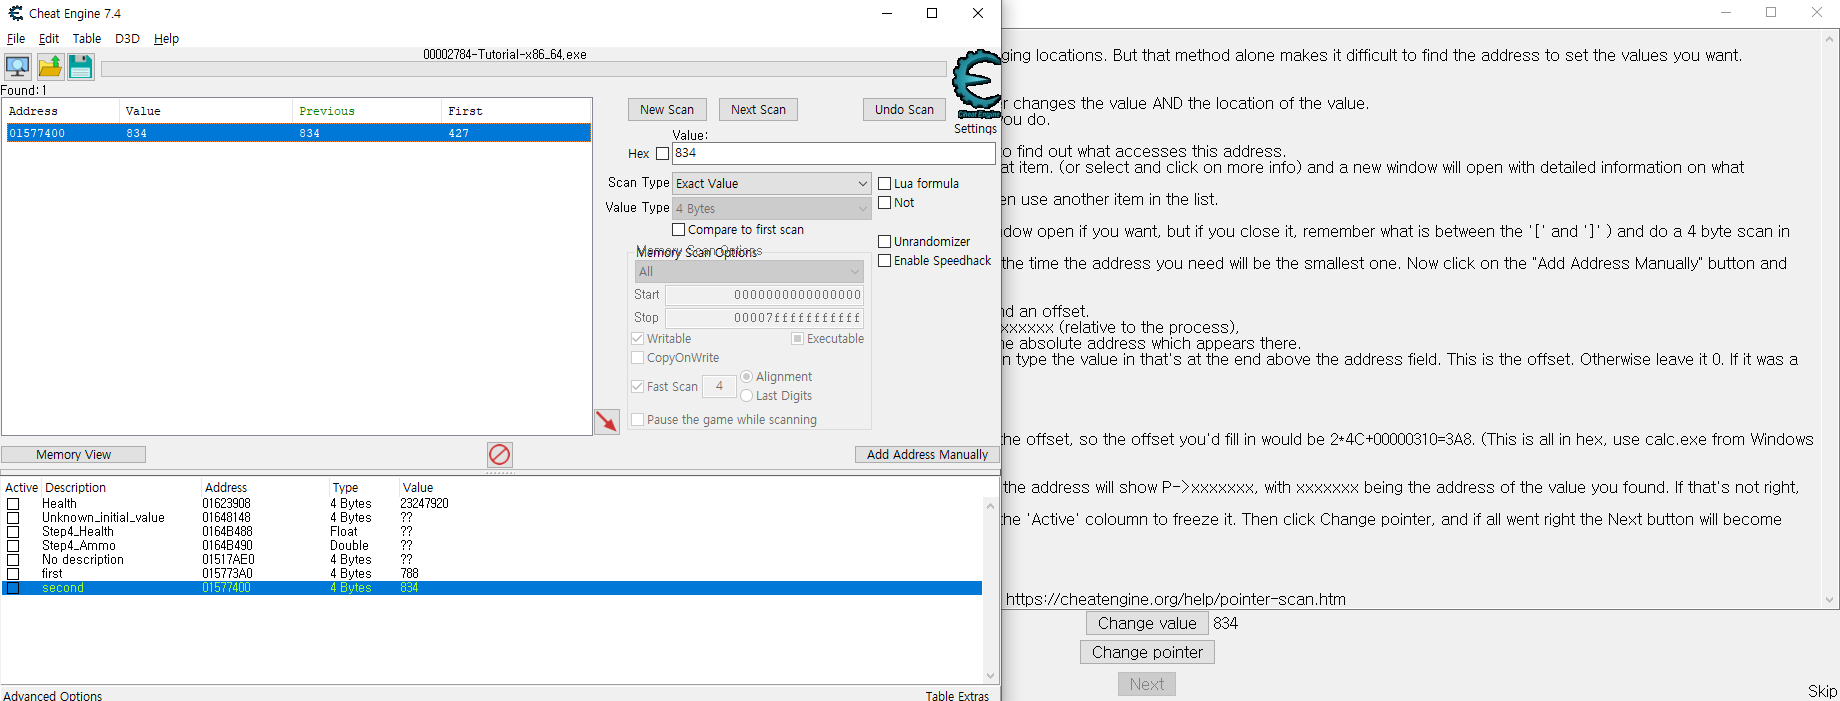 Cheat Engine 7.4
File Edit Table D3D Help
00002784-Tutorial-x86_64.exe
Found: 1
Address Value Previous First
01577400 834 834 427
New Scan Next Scan Undo Scan
Cheat Engine
Settings
Value:
Hex 834
Scan Type Exact Value
Lua formula
Value Type 4 Bytes
Not
Compare to first scan
Memory Scan Options
Memory Scan Options
All
Unrandomizer
Enable Speedhack
Start 0000000000000000
Stop 00007fffffffffff
Writable Executable
CopyOnWrite
Fast Scan 4 Alignment
Last Digits
Pause the game while scanning
Memory View Add Address Manually
Active Description Address Type Value
Health 01623908 4 Bytes 23247920
Unknown_initial_value 01648148 4 Bytes ??
Step4_Health 0164B488 Float ??
Step4_Ammo 0164B490 Double ??
No description 01517AE0 4 Bytes ??
first 015773A0 4 Bytes 788
second 01577400 4 Bytes 834
Advanced Options Table Extras
ging locations. But that method alone makes it difficult to find the address to set the values you want.
r changes the value AND the location of the value.
you do.
o find out what accesses this address.
at item. (or select and click on more info) and a new window will open with detailed information on what
en use another item in the list.
dow open if you want, but if you close it, remember what is between the '[' and ']' ) and do a 4 byte scan in
the time the address you need will be the smallest one. Now click on the "Add Address Manually" button and
nd an offset.
xxxxxx (relative to the process),
he absolute address which appears there.
n type the value in that's at the end above the address field. This is the offset. Otherwise leave it 0. If it was a
the offset, so the offset you'd fill in would be 2*4C+00000310=3A8. (This is all in hex, use calc.exe from Windows
the address will show P->xxxxxxx, with xxxxxxx being the address of the value you found. If that's not right,
the 'Active' coloumn to freeze it. Then click Change pointer, and if all went right the Next button will become
https://cheatengine.org/help/pointer-scan.htm
Change value 834
Change pointer
Next
Skip